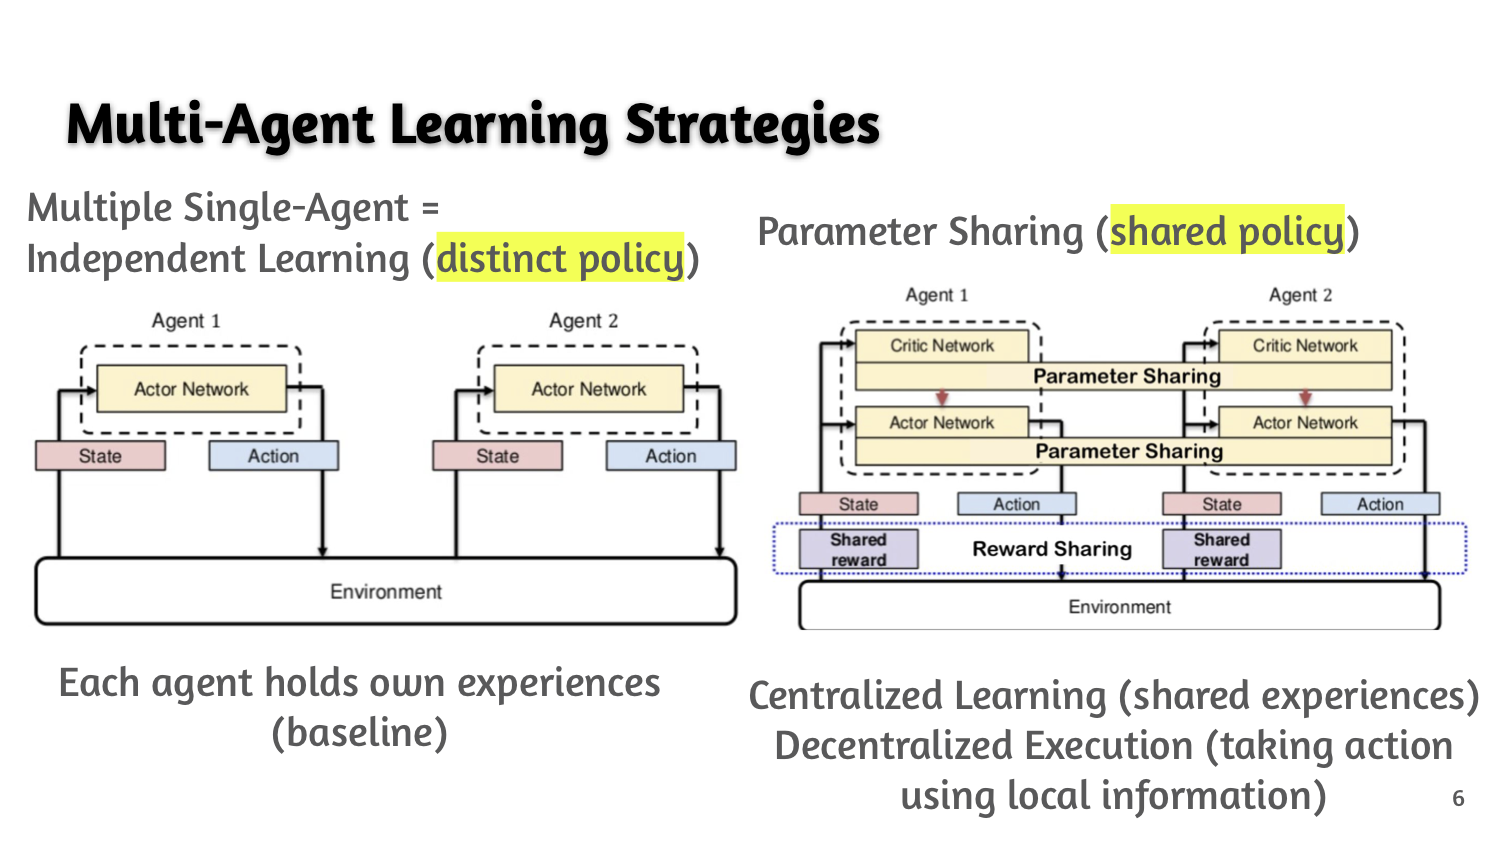 Multi-Agent Learning Strategies
Multiple Single-Agent =
Independent Learning (distinct policy)
Agent 1
Agent 2
Actor Network
Actor Network
State
Action
State
Action
Environment
Each agent holds own experiences
(baseline)
Parameter Sharing (shared policy)
Agent 1
Agent 2
Critic Network
Critic Network
Parameter Sharing
Actor Network
Actor Network
Parameter Sharing
State
Action
State
Action
Shared
reward
Reward Sharing
Shared
reward
Environment
Centralized Learning (shared experiences)
Decentralized Execution (taking action
using local information)
6